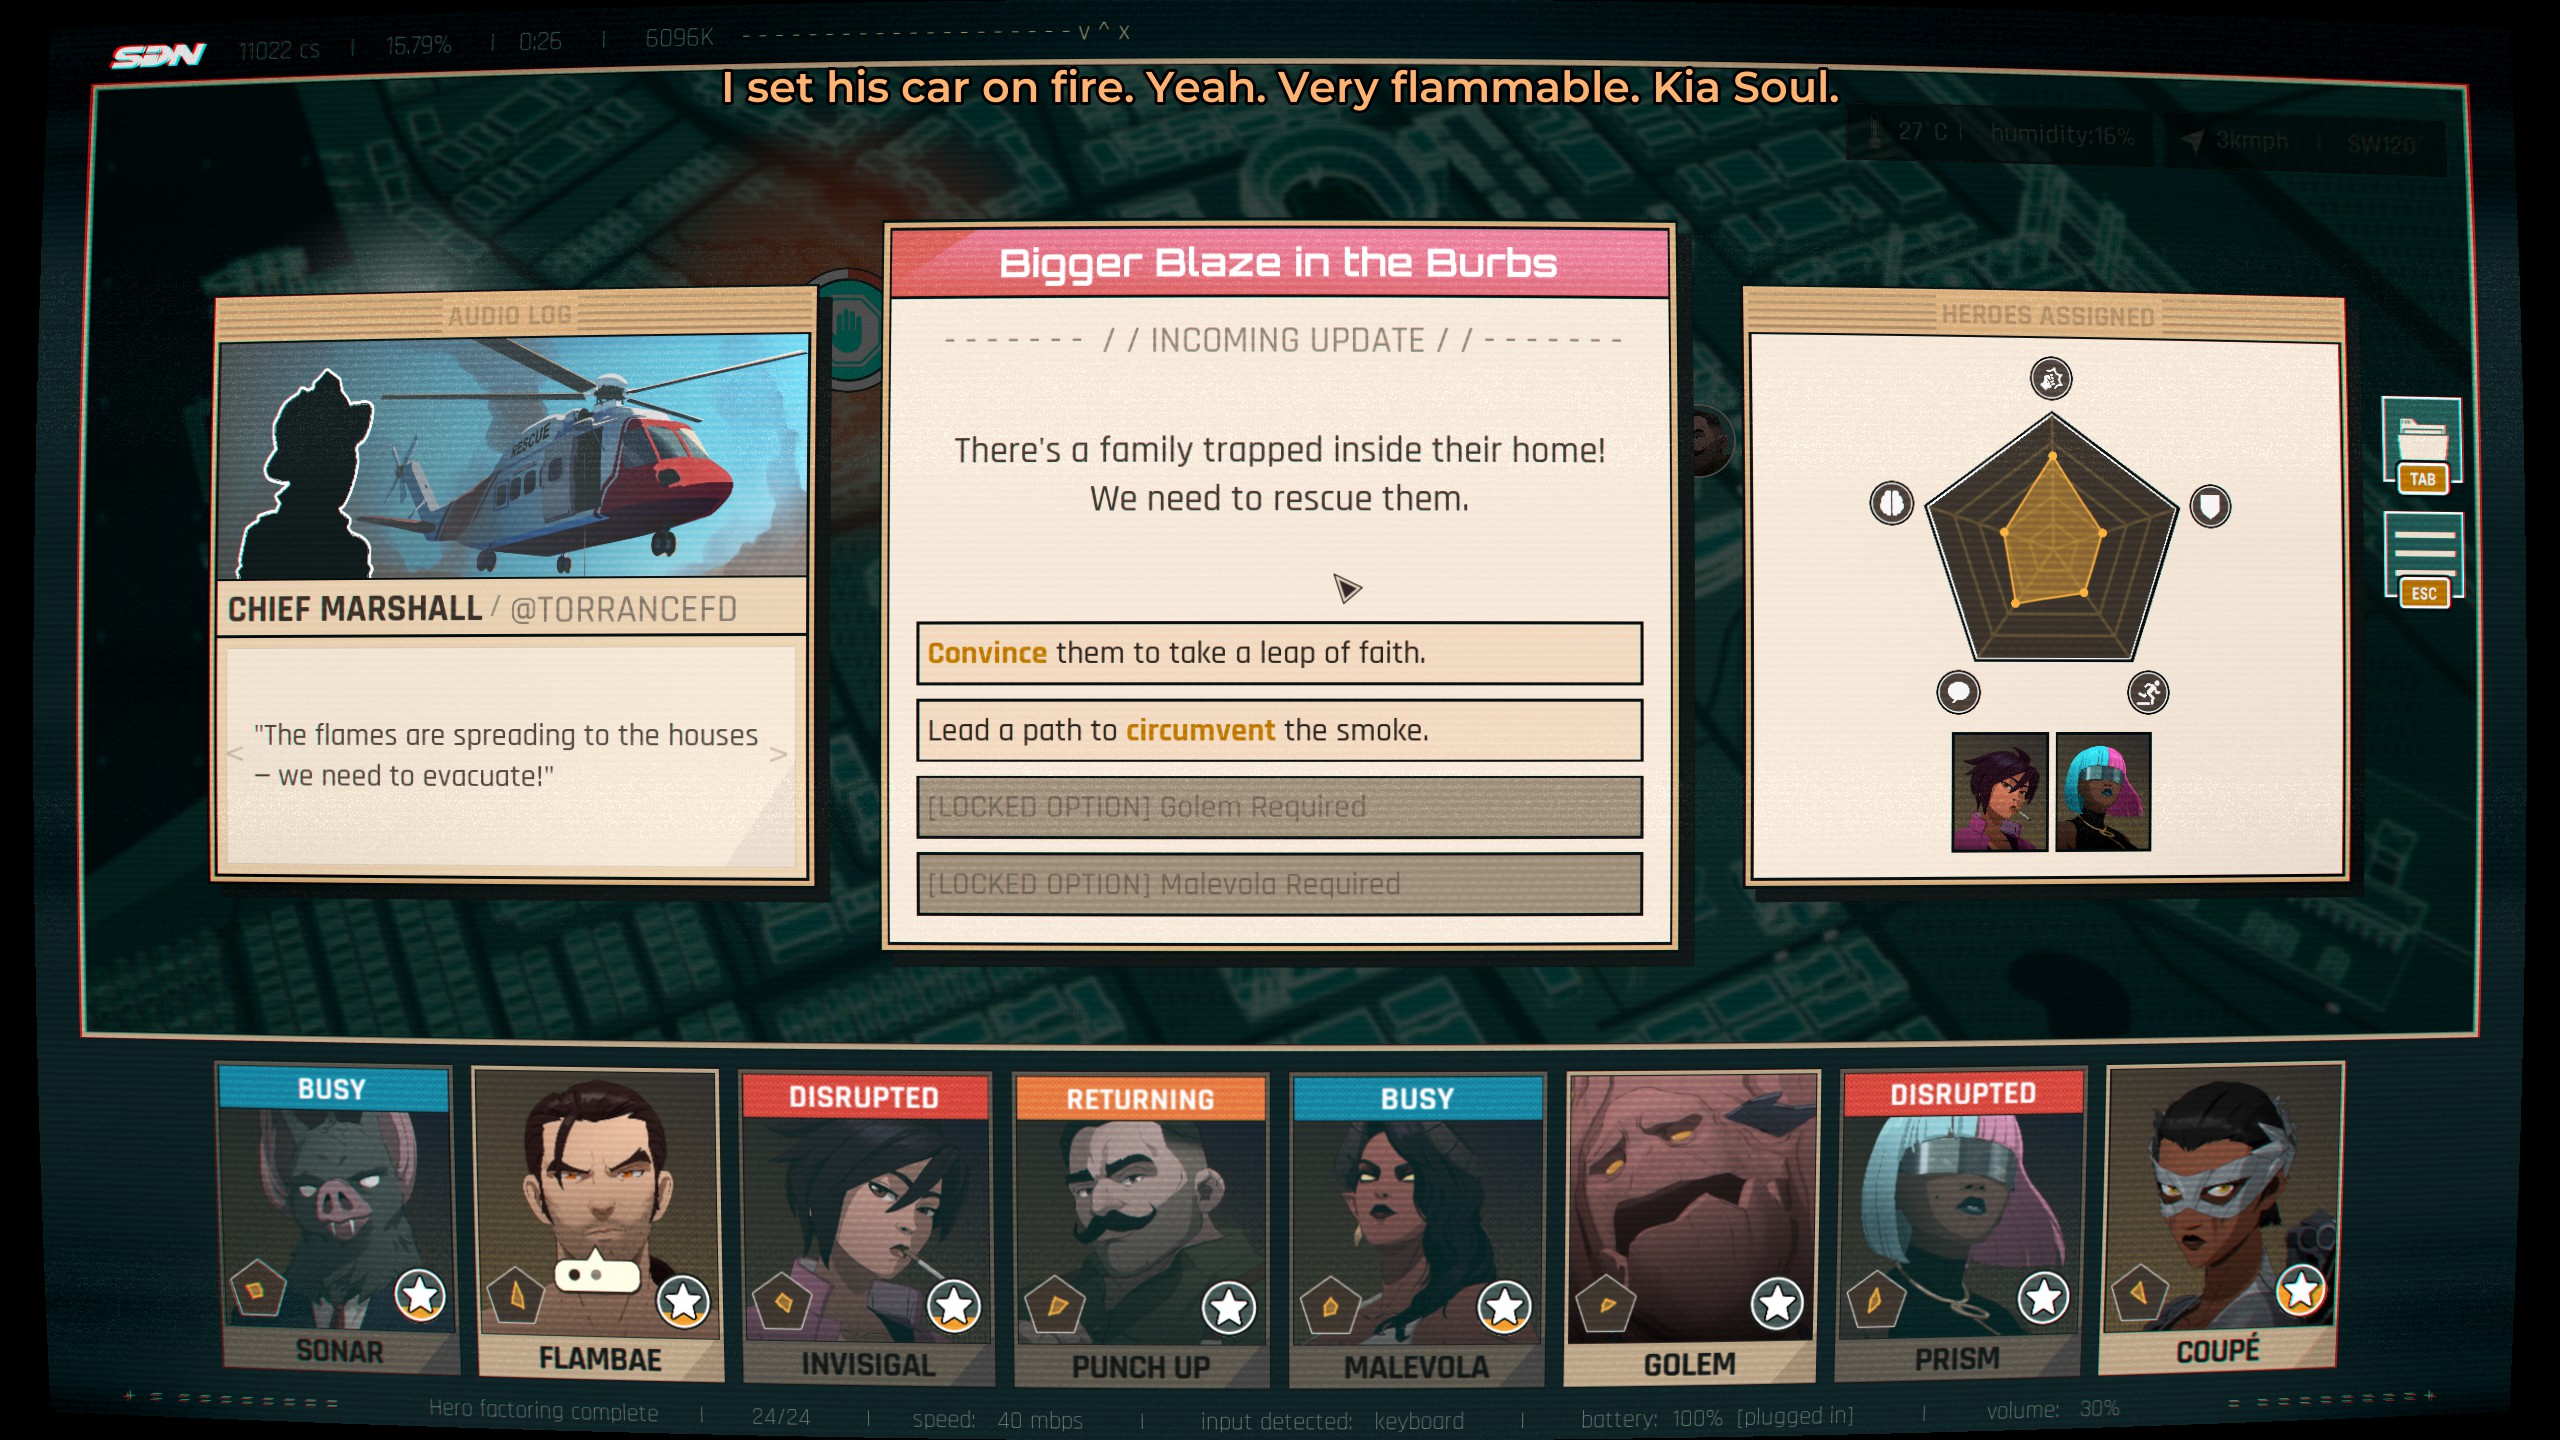 SDN 11022 cs | 15.79% | 0:26 | 6096K - - - - - - - - - - - - - - - - - - - - v ^ x
I set his car on fire. Yeah. Very flammable. Kia Soul.
27°C | humidity:16% 3kmph | SW120°
AUDIO LOG
RESCUE
CHIEF MARSHALL / @TORRANCEFD
< "The flames are spreading to the houses >
– we need to evacuate!"
Bigger Blaze in the Burbs
- - - - - - - / / INCOMING UPDATE / / - - - - - - -
There's a family trapped inside their home!
We need to rescue them.
Convince them to take a leap of faith.
Lead a path to circumvent the smoke.
[LOCKED OPTION] Golem Required
[LOCKED OPTION] Malevola Required
HEROES ASSIGNED
TAB
ESC
BUSY
SONAR
FLAMBAE
DISRUPTED
INVISIGAL
RETURNING
PUNCH UP
BUSY
MALEVOLA
GOLEM
DISRUPTED
PRISM
COUPÉ
+ = = = = = = = = = Hero factoring complete | 24/24 | speed: 40 mbps | input detected: keyboard | battery: 100% [plugged in] | volume: 30% = = = = = = = = = +